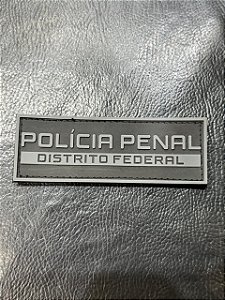 POLÍCIA PENAL
DISTRITO FEDERAL